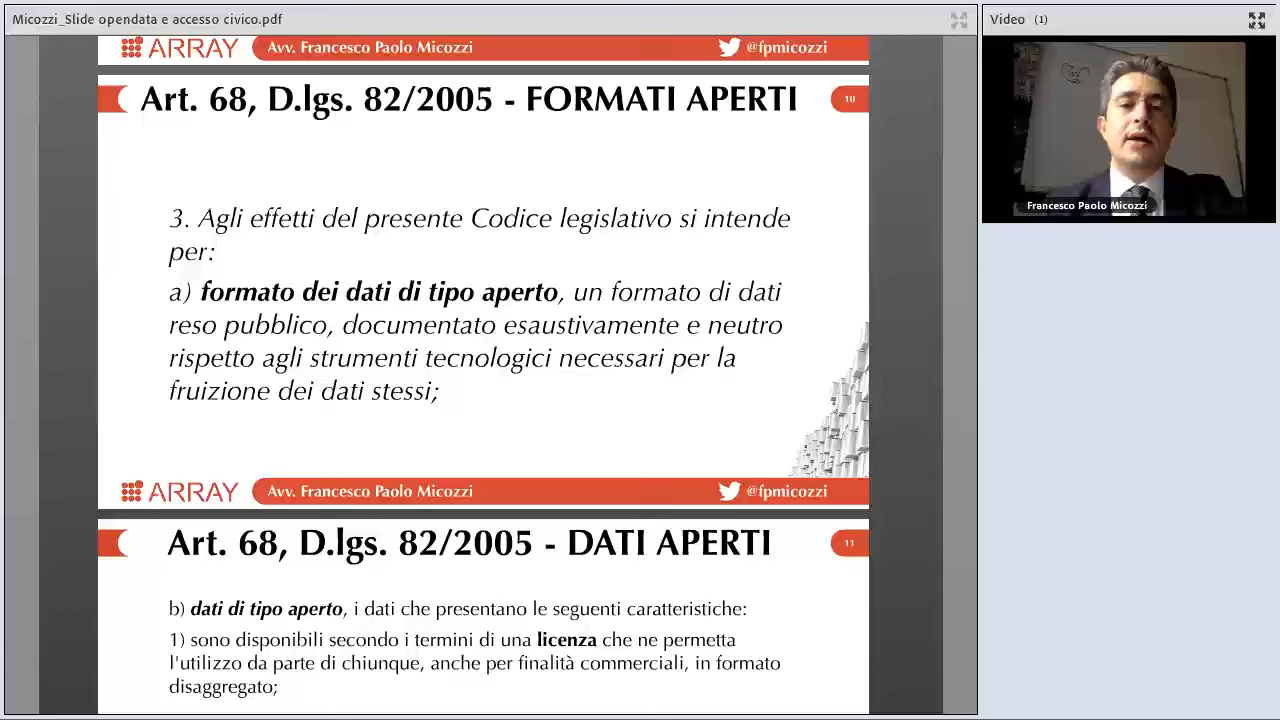 Micozzi_Slide opendata e accesso civico.pdf
Video (1)
ARRAY Avv. Francesco Paolo Micozzi @fpmicozzi
Art. 68, D.lgs. 82/2005 - FORMATI APERTI 10
3. Agli effetti del presente Codice legislativo si intende
per:
a) formato dei dati di tipo aperto, un formato di dati
reso pubblico, documentato esaustivamente e neutro
rispetto agli strumenti tecnologici necessari per la
fruizione dei dati stessi;
ARRAY Avv. Francesco Paolo Micozzi @fpmicozzi
Art. 68, D.lgs. 82/2005 - DATI APERTI 11
b) dati di tipo aperto, i dati che presentano le seguenti caratteristiche:
1) sono disponibili secondo i termini di una licenza che ne permetta
l'utilizzo da parte di chiunque, anche per finalità commerciali, in formato
disaggregato;
Francesco Paolo Micozzi